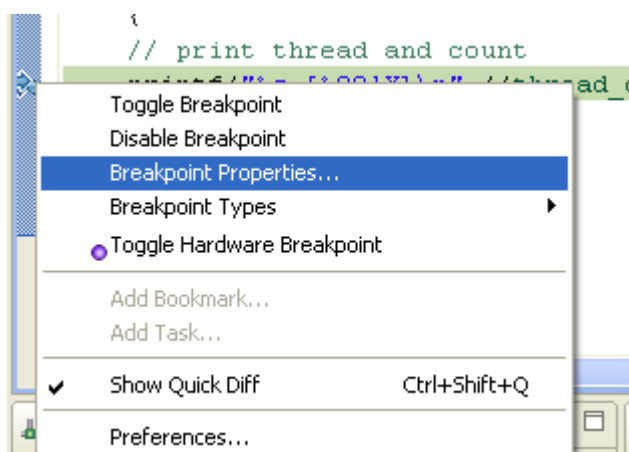 {
// print thread and count
ad_
Toggle Breakpoint
Disable Breakpoint
Breakpoint Properties...
Breakpoint Types
Toggle Hardware Breakpoint
Add Bookmark...
Add Task...
Show Quick Diff Ctrl+Shift+Q
Preferences...